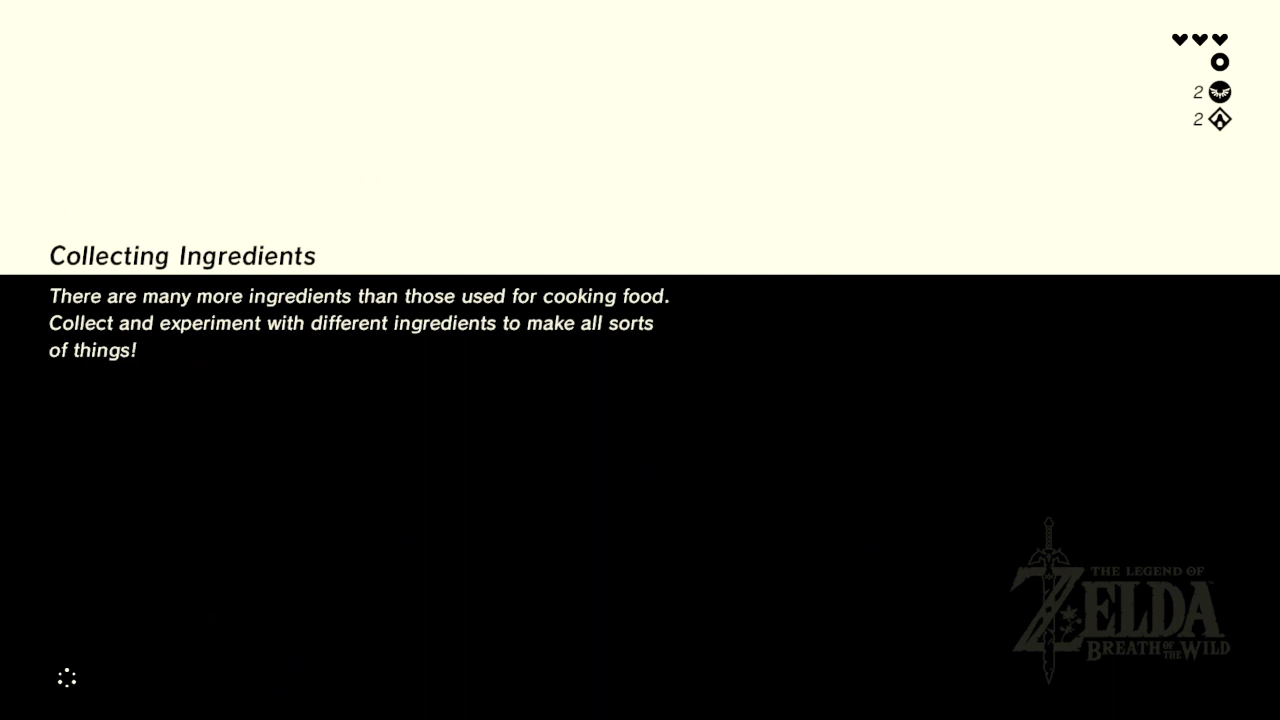 2
2
Collecting Ingredients
There are many more ingredients than those used for cooking food.
Collect and experiment with different ingredients to make all sorts
of things!
THE LEGEND OF
ZELDA
BREATH OF THE WILD